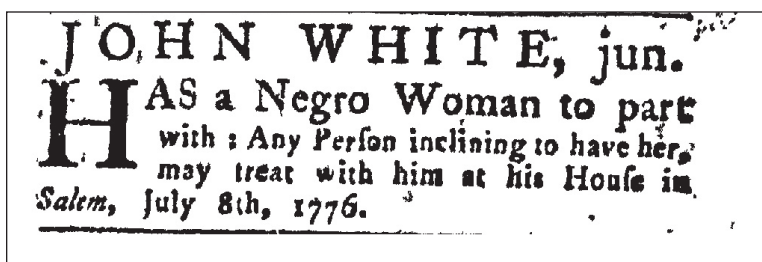 JOHN WHITE, jun.
HAS a Negro Woman to part
with : Any Perſon inclining to have her,
may treat with him at his Houſe in
Salem, July 8th, 1776.